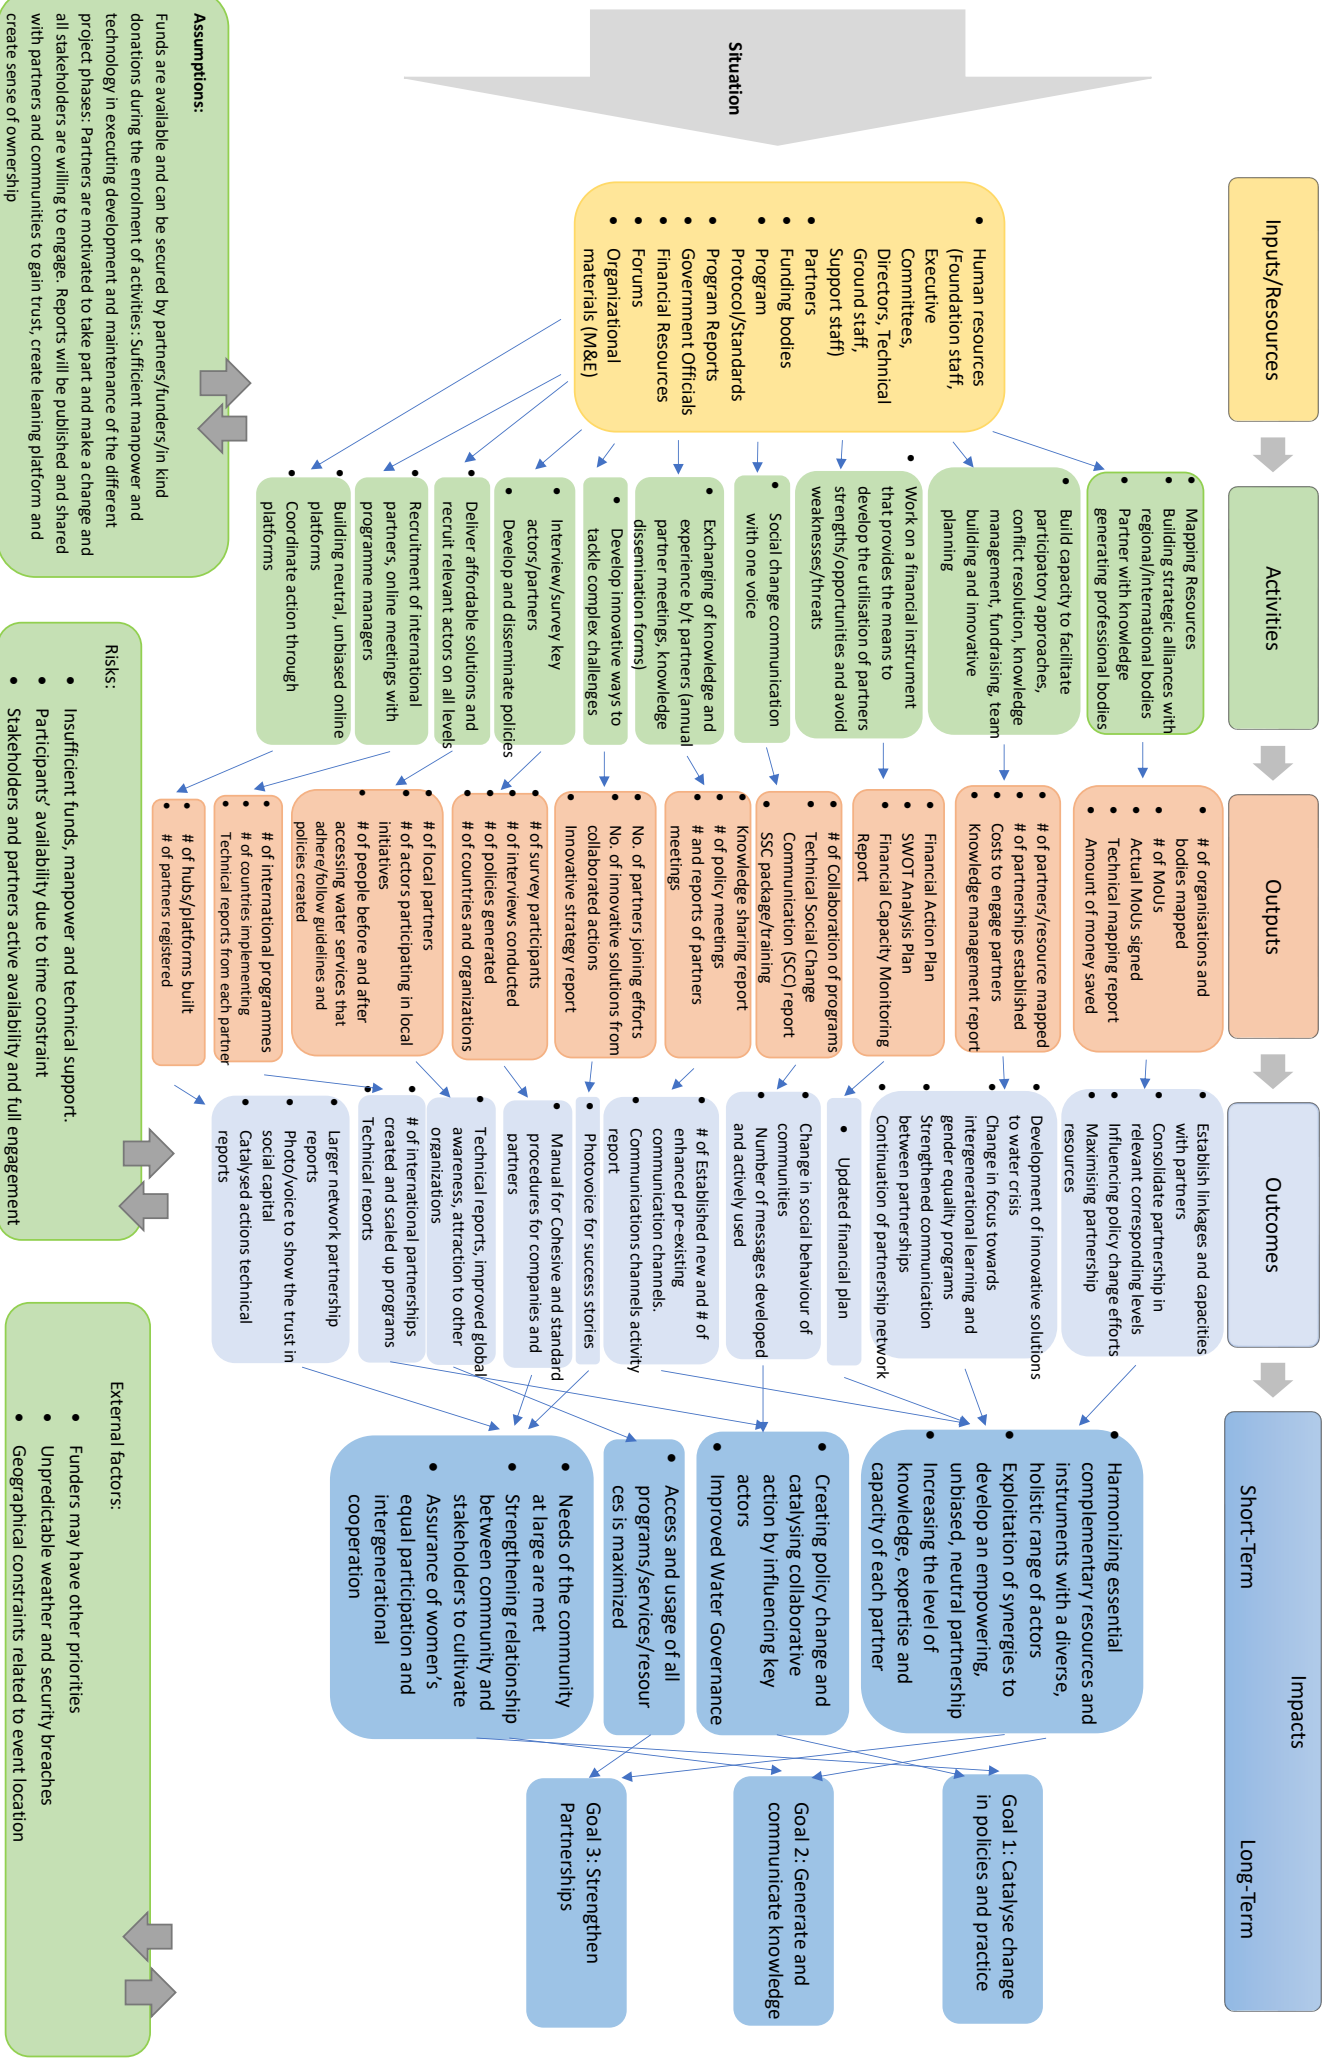 Inputs/Resources
Activities
Outputs
Outcomes
Impacts
Short-Term
Long-Term
Situation
• Human resources
(Foundation staff,
Executive
Committees,
Directors, Technical
Ground staff,
Support staff)
• Partners
• Funding bodies
• Program
Protocol/Standards
• Program Reports
• Government Officials
• Financial Resources
• Forums
• Organizational
materials (M&E)
• Mapping Resources
• Building strategic alliances with
regional/international bodies
• Partner with knowledge
generating professional bodies
• Build capacity to facilitate
participatory approaches,
conflict resolution, knowledge
management, fundraising, team
building and innovative
planning
• Work on a financial instrument
that provides the means to
develop the utilisation of partners
strengths/opportunities and avoid
weaknesses/threats
• Social change communication
with one voice
• Exchanging of knowledge and
experience b/t partners (annual
partner meetings, knowledge
dissemination forms)
• Develop innovative ways to
tackle complex challenges
• Interview/survey key
actors/partners
• Develop and disseminate policies
• Deliver affordable solutions and
recruit relevant actors on all levels
• Recruitment of international
partners, online meetings with
programme managers
• Building neutral, unbiased online
platforms
• Coordinate action through
platforms
• # of organisations and
bodies mapped
• # of MoUs
• Actual MoUs signed
• Technical mapping report
• Amount of money saved
• # of partners/resource mapped
• # of partnerships established
• Costs to engage partners
• Knowledge management report
• Financial Action Plan
• SWOT Analysis Plan
• Financial Capacity Monitoring
Report
• # of Collaboration of programs
• Technical Social Change
Communication (SCC) report
• SSC package/training
• Knowledge sharing report
• # of policy meetings
• # and reports of partners
meetings
• No. of partners joining efforts
• No. of innovative solutions from
collaborated actions
• Innovative strategy report
• # of survey participants
• # of interviews conducted
• # of policies generated
• # of countries and organizations
• # of local partners
• # of actors participating in local
initiatives
• # of people before and after
accessing water services that
adhere/follow guidelines and
policies created
• # of international programmes
• # of countries implementing
• Technical reports from each partner
• # of hubs/platforms built
• # of partners registered
• Establish linkages and capacities
with partners
• Consolidate partnership in
relevant corresponding levels
• Influencing policy change efforts
• Maximising partnership
resources
• Development of innovative solutions
to water crisis
• Change in focus towards
intergenerational learning and
gender equality programs
• Strengthened communication
between partnerships
• Continuation of partnership network
• Updated financial plan
• Change in social behaviour of
communities
• Number of messages developed
and actively used
• # of Established new and # of
enhanced pre-existing
communication channels.
• Communications channels activity
report
• Photovoice for success stories
• Manual for Cohesive and standard
procedures for companies and
partners
• Technical reports, improved global
awareness, attraction to other
organizations
• # of international partnerships
created and scaled up programs
• Technical reports
• Larger network partnership
reports
• Photo/voice to show the trust in
social capital
• Catalysed actions technical
reports
• Harmonizing essential
complementary resources and
instruments with a diverse,
holistic range of actors
• Exploitation of synergies to
develop an empowering,
unbiased, neutral partnership
• Increasing the level of
knowledge, expertise and
capacity of each partner
• Creating policy change and
catalysing collaborative
action by influencing key
actors
• Improved Water Governance
• Access and usage of all
programs/services/resour
ces is maximized
• Needs of the community
at large are met
• Strengthening relationship
between community and
stakeholders to cultivate
• Assurance of women's
equal participation and
intergenerational
cooperation
Goal 1: Catalyse change
in policies and practice
Goal 2: Generate and
communicate knowledge
Goal 3: Strengthen
Partnerships
Assumptions:
Funds are available and can be secured by partners/funders/in kind
donations during the enrolment of activities: Sufficient manpower and
technology in executing development and maintenance of the different
project phases: Partners are motivated to take part and make a change and
all stakeholders are willing to engage. Reports will be published and shared
with partners and communities to gain trust, create leaning platform and
create sense of ownership
Risks:
• Insufficient funds, manpower and technical support.
• Participants' availability due to time constraint
• Stakeholders and partners active availability and full engagement
External factors:
• Funders may have other priorities
• Unpredictable weather and security breaches
• Geographical constraints related to event location